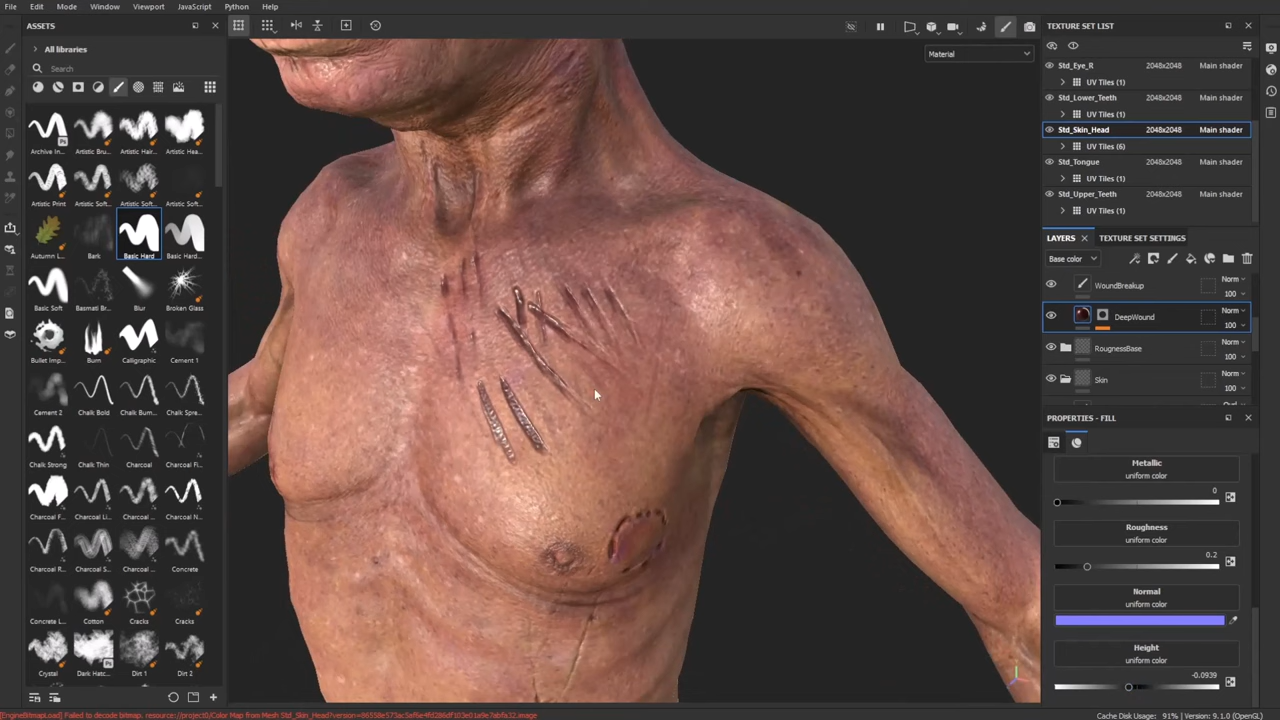 File Edit Mode Window Viewport JavaScript Python Help
ASSETS
All libraries
Search
Archive In... Artistic Bru... Artistic Hair... Artistic Hea...
Artistic Print Artistic Soft... Artistic Soft... Artistic Sof...
Autumn L... Bark Basic Hard Basic Hard...
Basic Soft Basmati Br... Blur Broken Glass
Bullet Imp... Burn Calligraphic Cement 1
Cement 2 Chalk Bold Chalk Bum... Chalk Spre...
Chalk Strong Chalk Thin Charcoal Charcoal Fi...
Charcoal F... Charcoal Li... Charcoal ... Charcoal N...
Charcoal R... Charcoal S... Charcoal ... Concrete
Concrete L... Cotton Cracks Cracks
Crystal Dark Hatc... Dirt 1 Dirt 2
Material
TEXTURE SET LIST
Std_Eye_R 2048x2048 Main shader
UV Tiles (1)
Std_Lower_Teeth 2048x2048 Main shader
UV Tiles (1)
Std_Skin_Head 2048x2048 Main shader
UV Tiles (6)
Std_Tongue 2048x2048 Main shader
UV Tiles (1)
Std_Upper_Teeth 2048x2048 Main shader
UV Tiles (1)
LAYERS TEXTURE SET SETTINGS
Base color
WoundBreakup Norm 100
DeepWound Norm 100
RougnessBase Norm 100
Skin Norm 100
PROPERTIES - FILL
Metallic
uniform color
0
Roughness
uniform color
0.2
Normal
uniform color
Height
uniform color
-0.0939
Cache Disk Usage: 91% | Version: 9.1.0 (OpenGL)